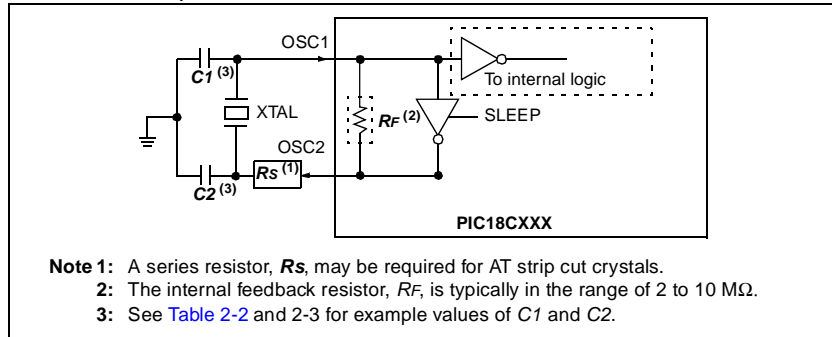 OSC1
C1 (3)
To internal logic
XTAL
RF (2)
SLEEP
OSC2
C2 (3)
Rs (1)
PIC18CXXX
Note 1: A series resistor, Rs, may be required for AT strip cut crystals.
2: The internal feedback resistor, RF, is typically in the range of 2 to 10 MΩ.
3: See Table 2-2 and 2-3 for example values of C1 and C2.